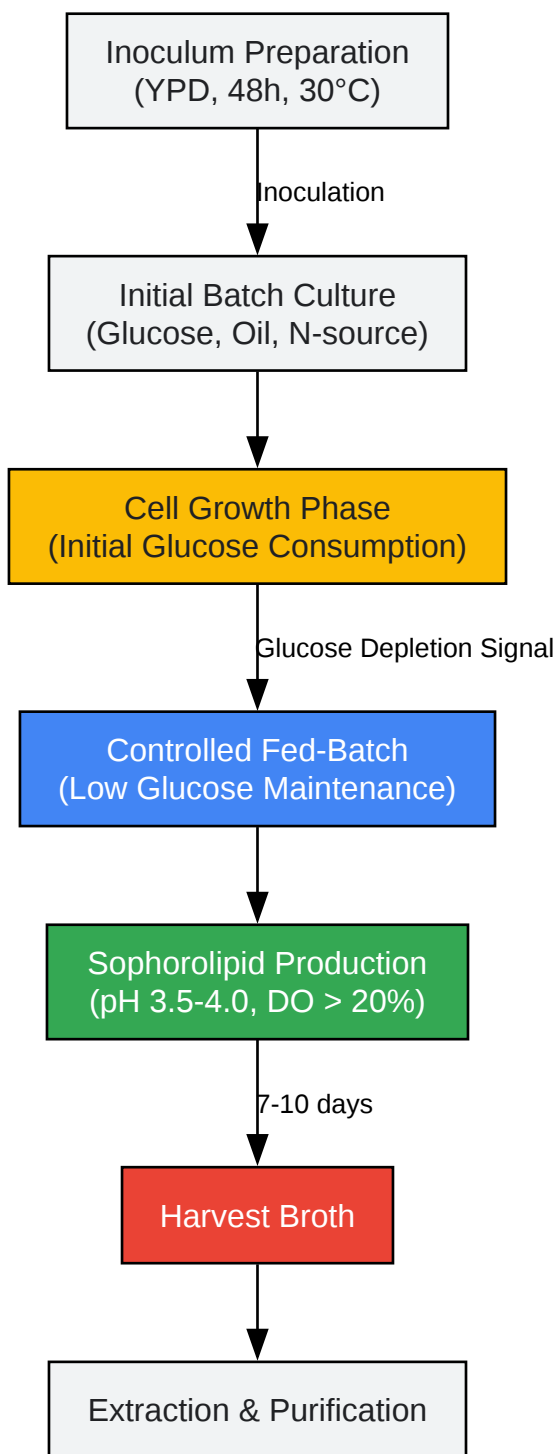 Inoculum Preparation
(YPD, 48h, 30°C)
Inoculation
Initial Batch Culture
(Glucose, Oil, N-source)
Cell Growth Phase
(Initial Glucose Consumption)
Glucose Depletion Signal
Controlled Fed-Batch
(Low Glucose Maintenance)
Sophorolipid Production
(pH 3.5-4.0, DO > 20%)
7-10 days
Harvest Broth
Extraction & Purification